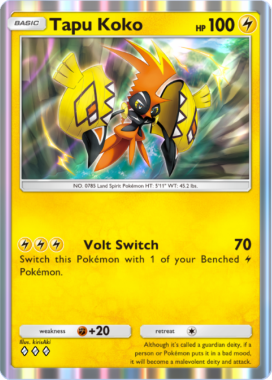 BASIC
Tapu Koko
HP 100
NO. 0785 Land Spirit Pokémon HT: 3'11" WT: 45.2 lbs.
Volt Switch 70
Switch this Pokémon with 1 of your Benched
Pokémon.
weakness +20 retreat
Illus. kirisAki
Although it's called a guardian deity, if a
person or Pokémon puts it in a bad mood,
it will become a malevolent deity and attack.